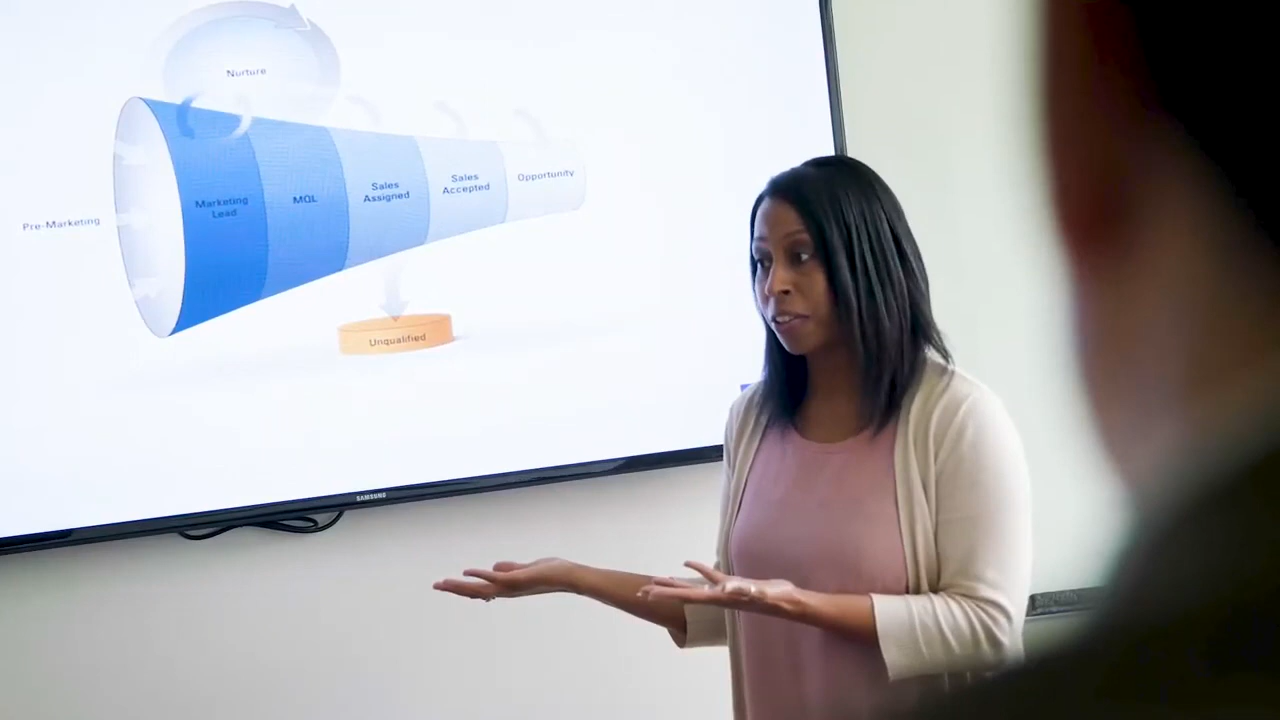 Nurture
Pre-Marketing
Marketing
Lead
MQL
Sales
Assigned
Sales
Accepted
Opportunity
Unqualified
SAMSUNG